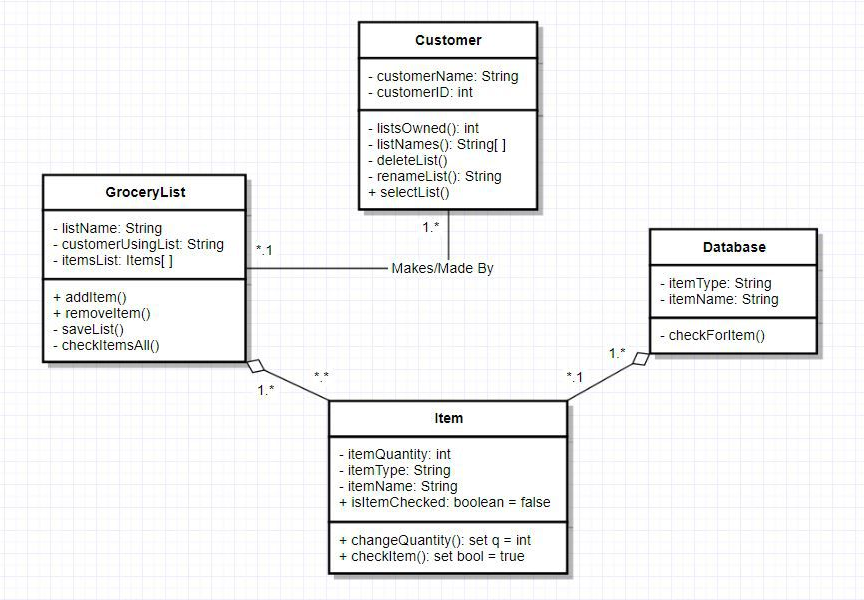 Customer
- customerName: String
- customerID: int
- listsOwned(): int
- listNames(): String[ ]
- deleteList()
- renameList(): String
+ selectList()
1.*
GroceryList
- listName: String
- customerUsingList: String
- itemsList: Items[ ]
+ addItem()
+ removeItem()
- saveList()
- checkItemsAll()
*.1
Makes/Made By
Database
- itemType: String
- itemName: String
- checkForItem()
1.*
*.1
1.*
*.*
Item
- itemQuantity: int
- itemType: String
- itemName: String
+ isItemChecked: boolean = false
+ changeQuantity(): set q = int
+ checkItem(): set bool = true